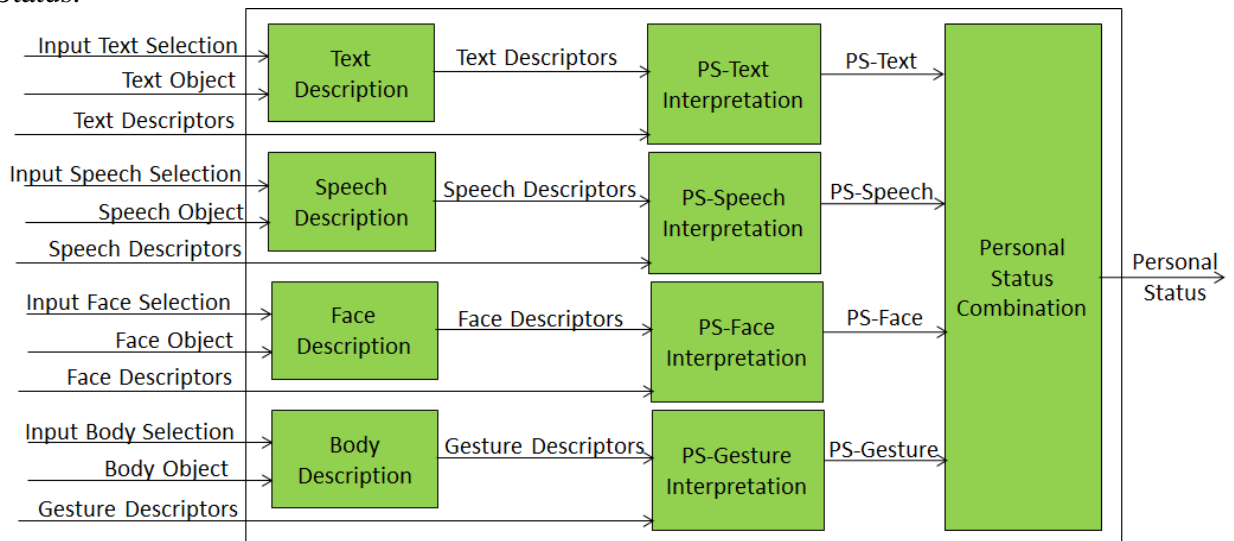 Status.
Input Text Selection
Text Object
Text Descriptors
Text
Description
Text Descriptors
PS-Text
Interpretation
PS-Text
Input Speech Selection
Speech Object
Speech Descriptors
Speech
Description
Speech Descriptors
PS-Speech
Interpretation
PS-Speech
Input Face Selection
Face Object
Face Descriptors
Face
Description
Face Descriptors
PS-Face
Interpretation
PS-Face
Input Body Selection
Body Object
Gesture Descriptors
Body
Description
Gesture Descriptors
PS-Gesture
Interpretation
PS-Gesture
Personal
Status
Combination
Personal
Status